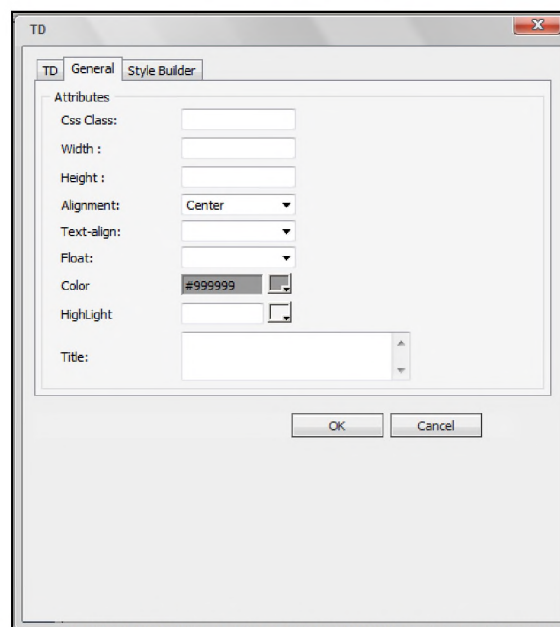 TD
TD General Style Builder
Attributes
Css Class:
Width :
Height :
Alignment: Center
Text-align:
Float:
Color #999999
HighLight
Title:
OK Cancel